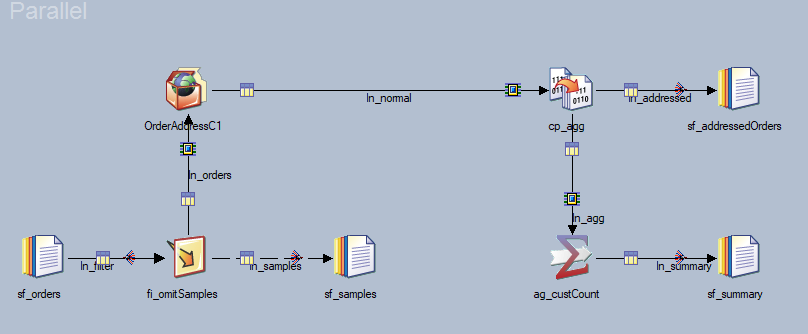 Parallel
ln_normal
ln_addressed
OrderAddressC1
cp_agg
sf_addressedOrders
ln_orders
ln_agg
ln_filter
ln_samples
ln_summary
sf_orders
fi_omitSamples
sf_samples
ag_custCount
sf_summary